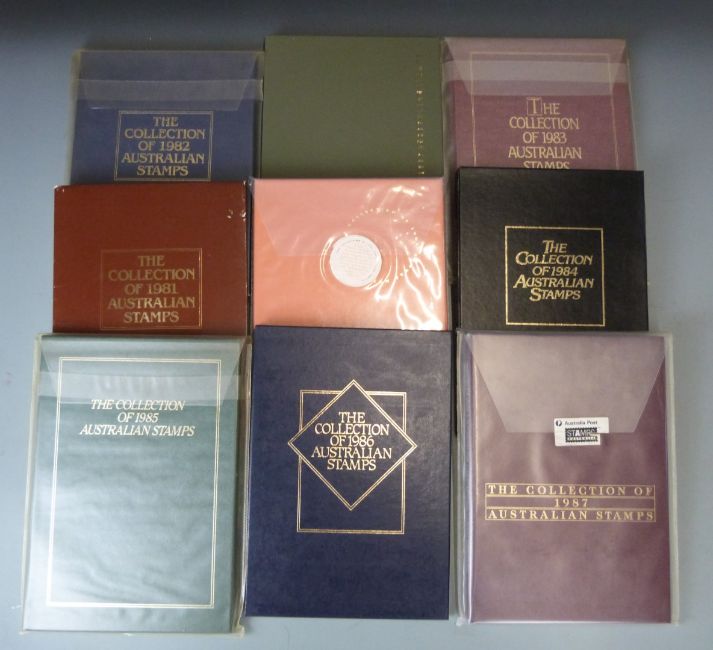 THE
COLLECTION
OF 1982
AUSTRALIAN
STAMPS
THE
COLLECTION
OF 1983
AUSTRALIAN
STAMPS
THE
COLLECTION
OF 1981
AUSTRALIAN
STAMPS
THE
COLLECTION
OF 1984
AUSTRALIAN
STAMPS
THE COLLECTION
OF 1985
AUSTRALIAN STAMPS
THE
COLLECTION
OF 1986
AUSTRALIAN
STAMPS
Australia Post
STAMPS
AUSTRALIA
THE COLLECTION OF
1987
AUSTRALIAN STAMPS